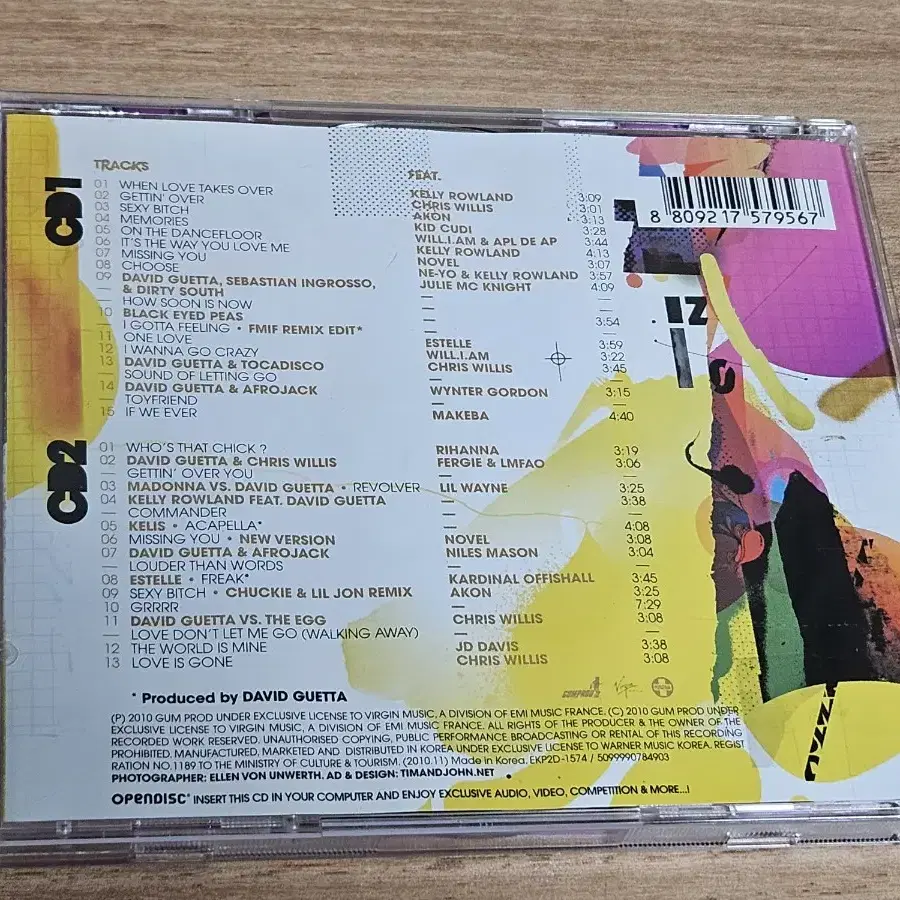 CD1
TRACKS FEAT.
01 WHEN LOVE TAKES OVER KELLY ROWLAND 3:09
02 GETTIN' OVER CHRIS WILLIS 3:01
03 SEXY BITCH AKON 3:13
04 MEMORIES KID CUDI 3:28
05 ON THE DANCEFLOOR WILL.I.AM & APL DE AP 3:44
06 IT'S THE WAY YOU LOVE ME KELLY ROWLAND 4:13
07 MISSING YOU NOVEL 3:07
08 CHOOSE NE-YO & KELLY ROWLAND 3:57
09 DAVID GUETTA, SEBASTIAN INGROSSO, JULIE MC KNIGHT 4:09
— & DIRTY SOUTH —
— HOW SOON IS NOW —
10 BLACK EYED PEAS —
— I GOTTA FEELING • FMIF REMIX EDIT* — 3:54
11 ONE LOVE ESTELLE 3:59
12 I WANNA GO CRAZY WILL.I.AM 3:22
13 DAVID GUETTA & TOCADISCO CHRIS WILLIS 3:45
— SOUND OF LETTING GO —
14 DAVID GUETTA & AFROJACK WYNTER GORDON 3:15
— TOYFRIEND —
15 IF WE EVER MAKEBA 4:40
CD2
01 WHO'S THAT CHICK ? RIHANNA 3:19
02 DAVID GUETTA & CHRIS WILLIS FERGIE & LMFAO 3:06
— GETTIN' OVER YOU —
03 MADONNA VS. DAVID GUETTA • REVOLVER LIL WAYNE 3:25
04 KELLY ROWLAND FEAT. DAVID GUETTA — 3:38
— COMMANDER —
05 KELIS • ACAPELLA* — 4:08
06 MISSING YOU • NEW VERSION NOVEL 3:08
07 DAVID GUETTA & AFROJACK NILES MASON 3:04
— LOUDER THAN WORDS —
08 ESTELLE • FREAK* KARDINAL OFFISHALL 3:45
09 SEXY BITCH • CHUCKIE & LIL JON REMIX AKON 3:25
10 GRRRR 7:29
11 DAVID GUETTA VS. THE EGG CHRIS WILLIS 3:08
— LOVE DON'T LET ME GO (WALKING AWAY) —
12 THE WORLD IS MINE JD DAVIS 3:38
13 LOVE IS GONE CHRIS WILLIS 3:08
* Produced by DAVID GUETTA
(P) 2010 GUM PROD UNDER EXCLUSIVE LICENSE TO VIRGIN MUSIC, A DIVISION OF EMI MUSIC FRANCE. (C) 2010 GUM PROD UNDER
EXCLUSIVE LICENSE TO VIRGIN MUSIC, A DIVISION OF EMI MUSIC FRANCE. ALL RIGHTS OF THE PRODUCER & THE OWNER OF THE
RECORDED WORK RESERVED. UNAUTHORISED COPYING, PUBLIC PERFORMANCE BROADCASTING OR RENTAL OF THIS RECORDING
PROHIBITED. MANUFACTURED, MARKETED AND DISTRIBUTED IN KOREA UNDER EXCLUSIVE LICENSE TO WARNER MUSIC KOREA. REGIST
RATION NO.1189 TO THE MINISTRY OF CULTURE & TOURISM. (2010.11) Made in Korea. EKP2D-1574 / 5099990784903
PHOTOGRAPHER: ELLEN VON UNWERTH. AD & DESIGN: TIMANDJOHN.NET
OPENDISC* INSERT THIS CD IN YOUR COMPUTER AND ENJOY EXCLUSIVE AUDIO, VIDEO, COMPETITION & MORE...!
8 809217 579567
Virgin